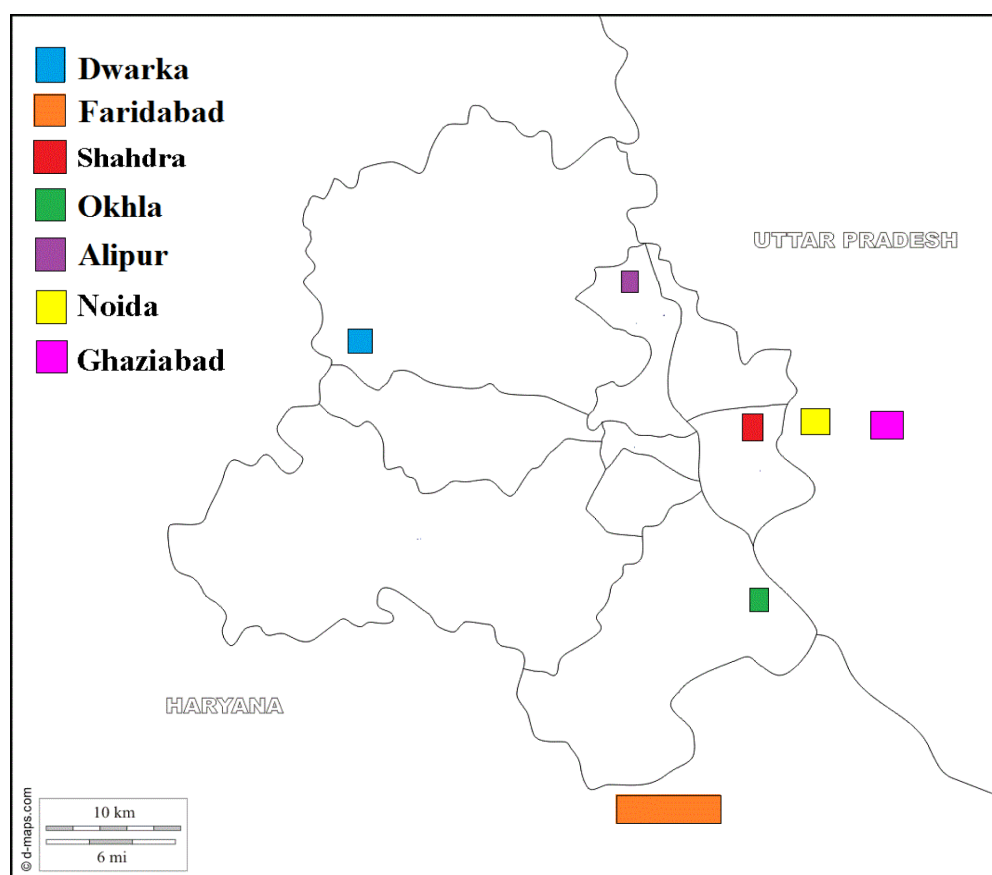 Dwarka
Faridabad
Shahdra
Okhla
Alipur
Noida
Ghaziabad
UTTAR PRADESH
HARYANA
10 km
6 mi
© d-maps.com